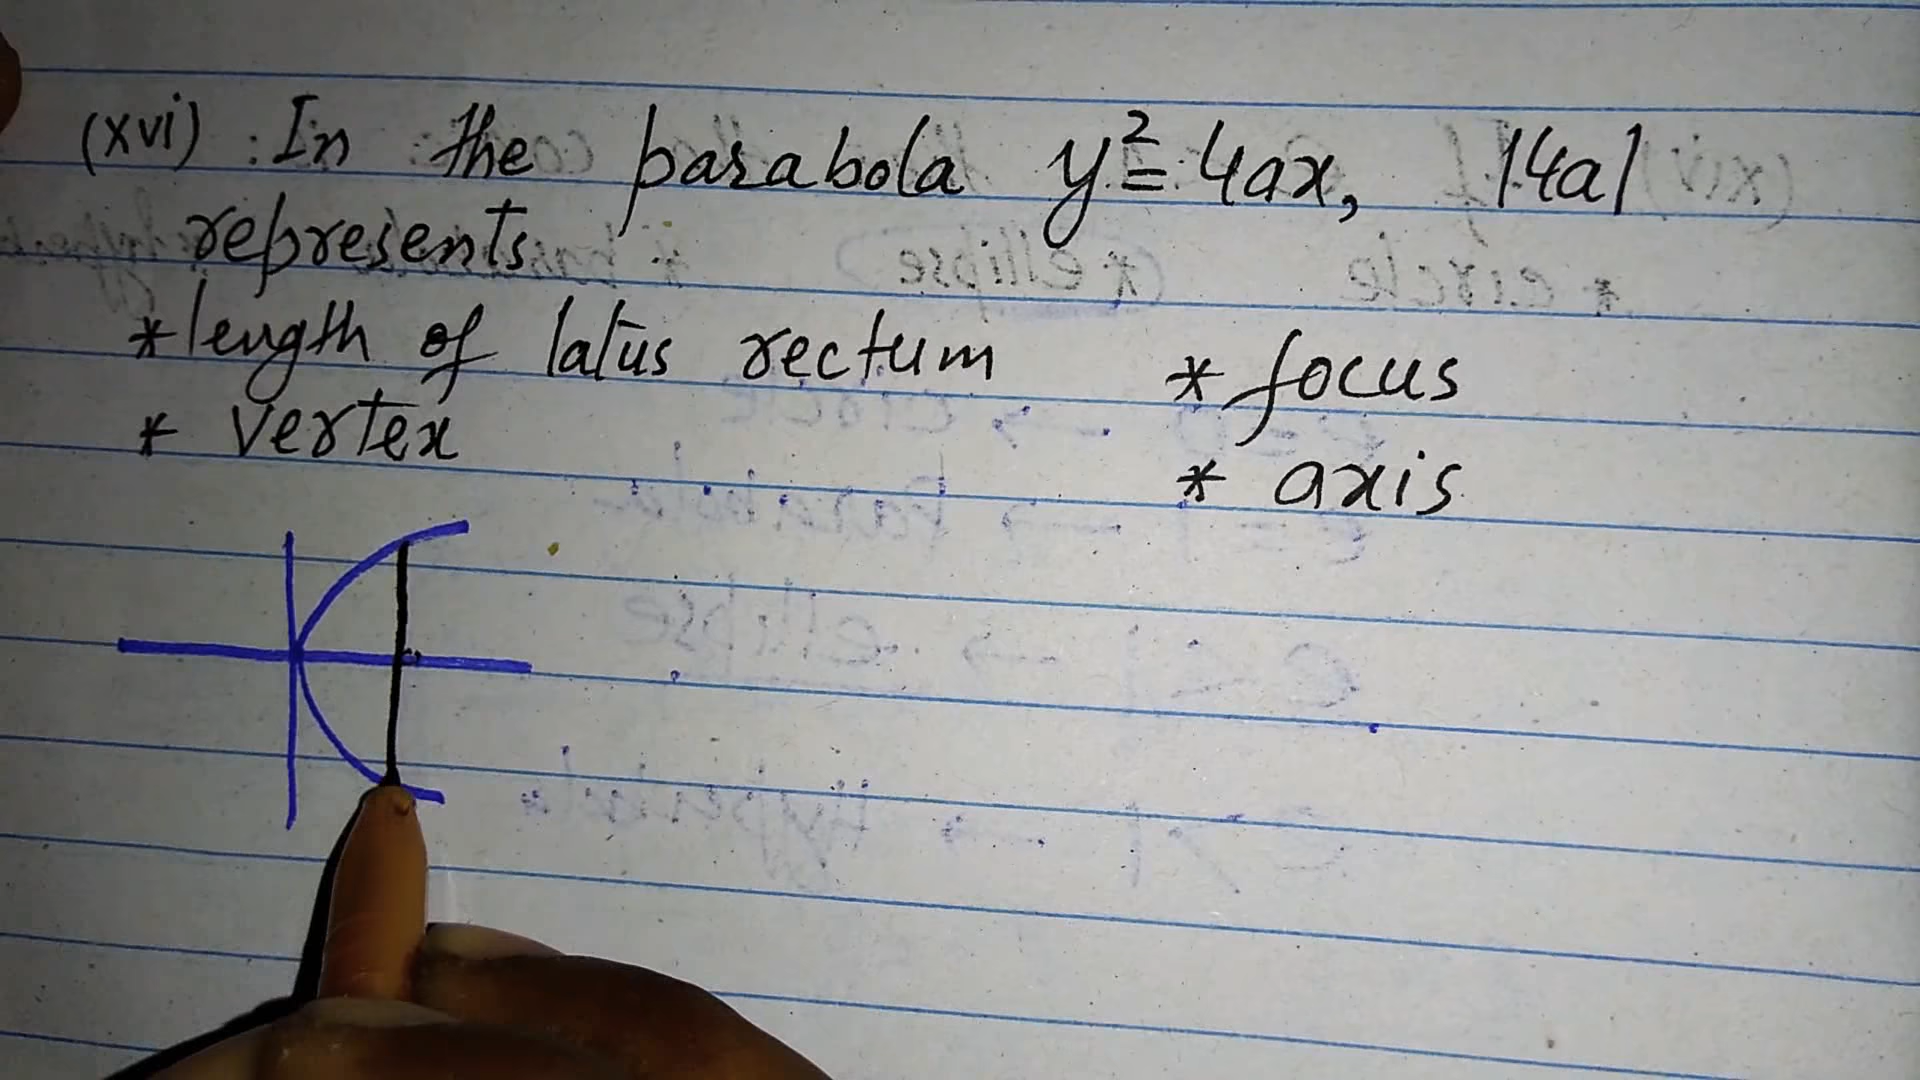 (xvi) : In the parabola y² = 4ax, |4a|
represents
* length of latus rectum * focus
* vertex * axis